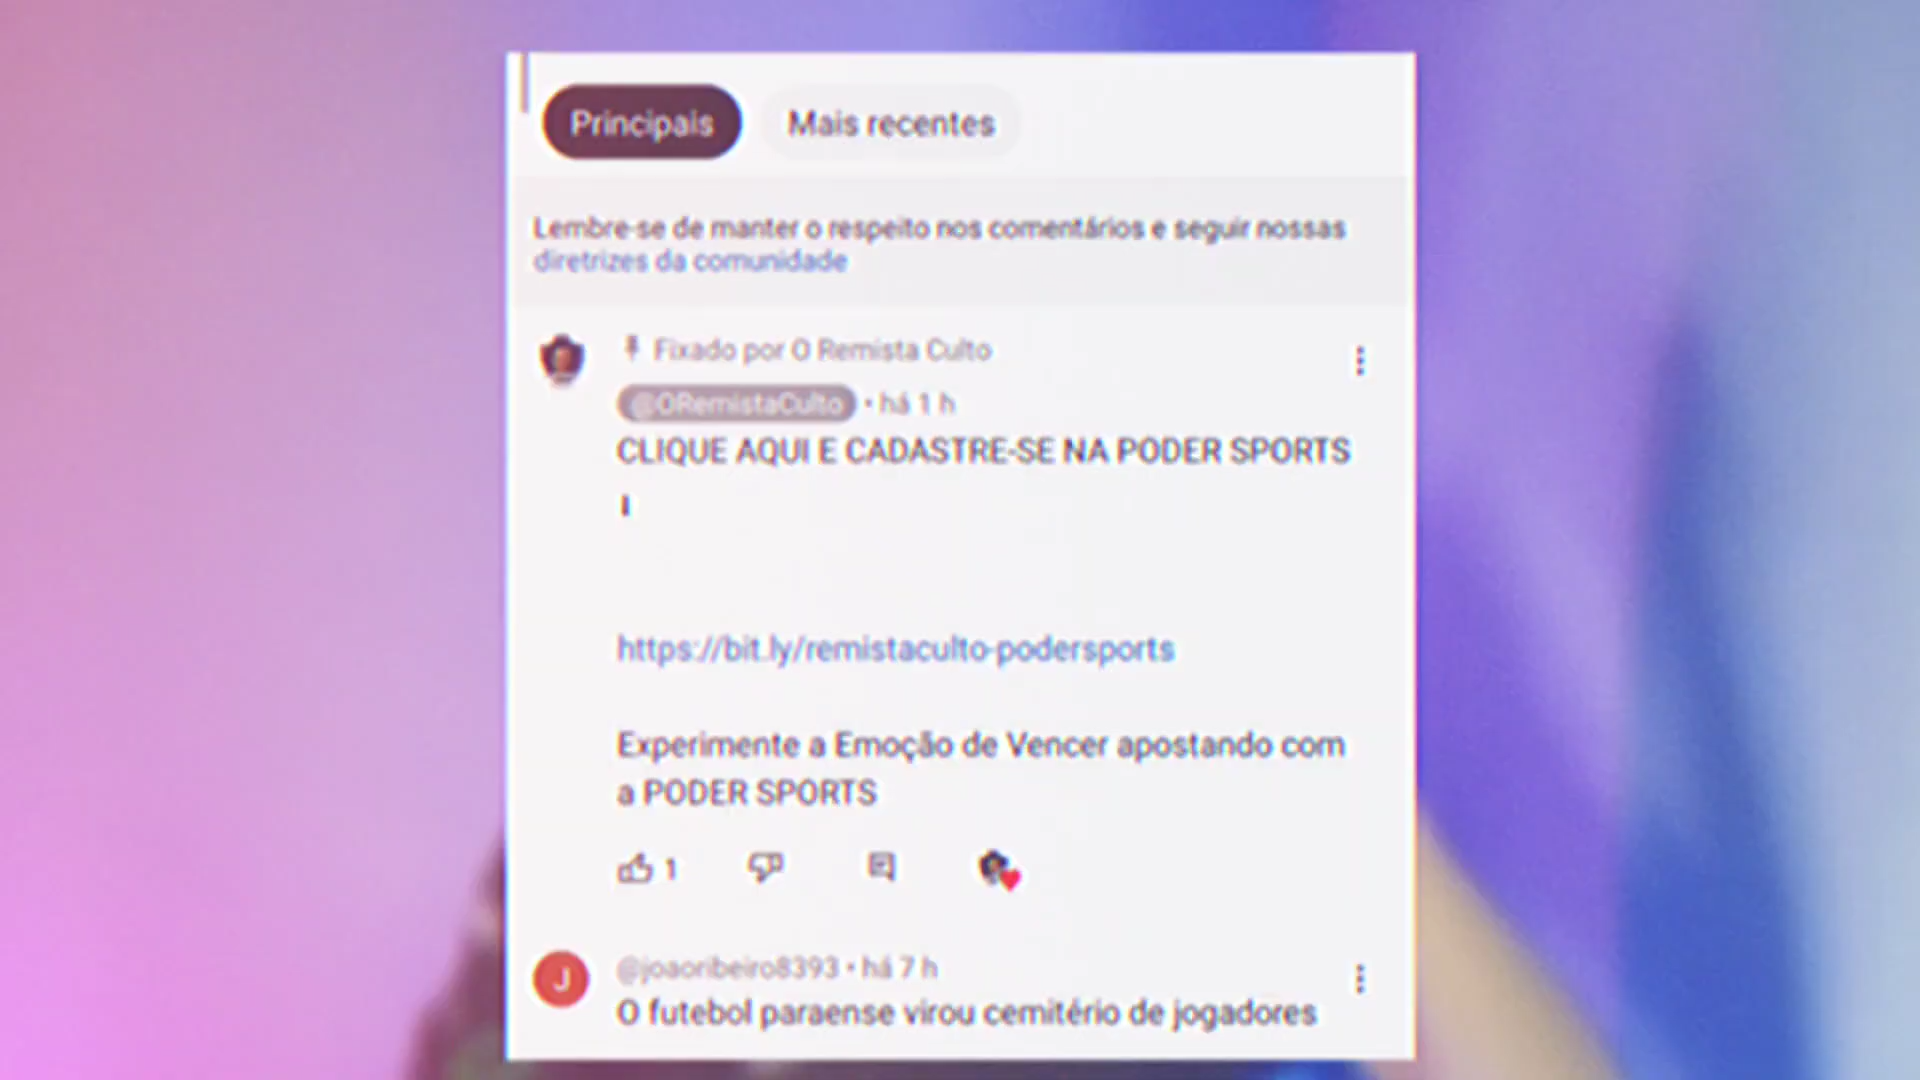 Principais Mais recentes
Lembre-se de manter o respeito nos comentários e seguir nossas
diretrizes da comunidade
Fixado por O Remista Culto
@ORemistaCulto • há 1 h
CLIQUE AQUI E CADASTRE-SE NA PODER SPORTS
https://bit.ly/remistaculto-podersports
Experimente a Emoção de Vencer apostando com
a PODER SPORTS
1
J
@joaoribeiro8393 • há 7 h
O futebol paraense virou cemitério de jogadores